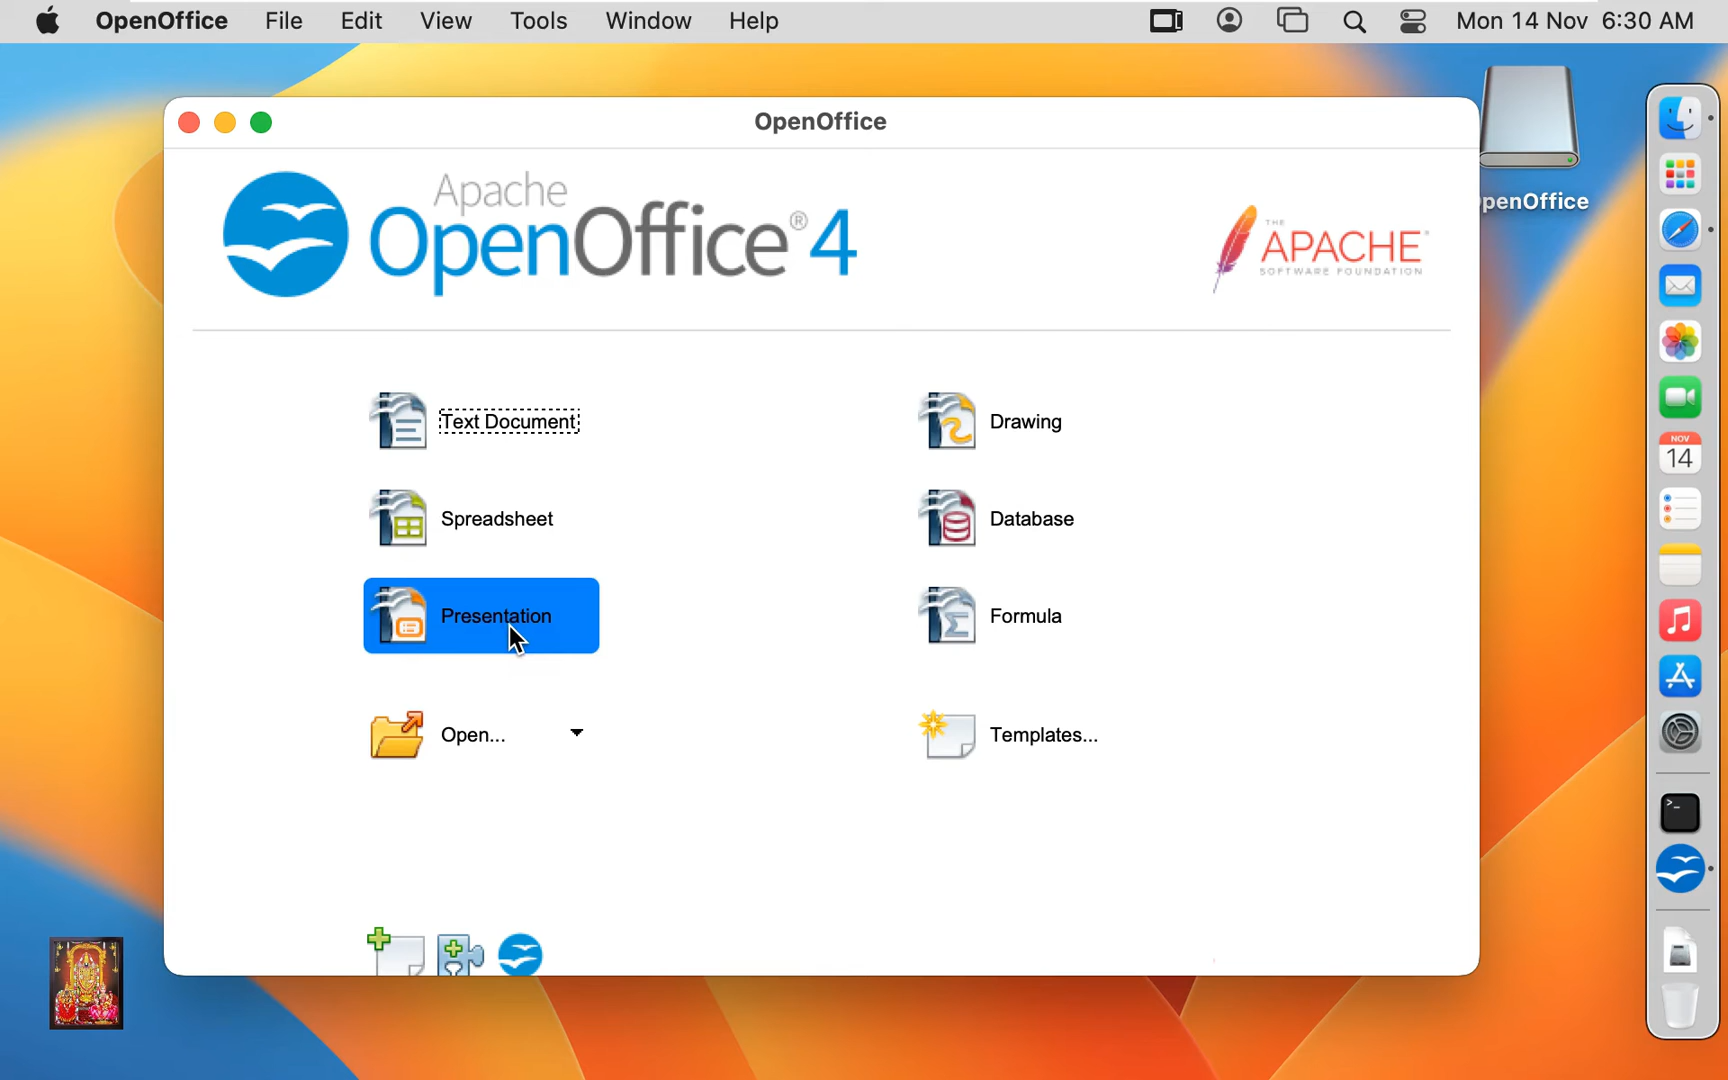 OpenOffice File Edit View Tools Window Help Mon 14 Nov 6:30 AM
OpenOffice
Apache
OpenOffice® 4
THE
APACHE®
SOFTWARE FOUNDATION
penOffice
Text Document
Drawing
Spreadsheet
Database
Presentation
Formula
Open...
Templates...
NOV
14